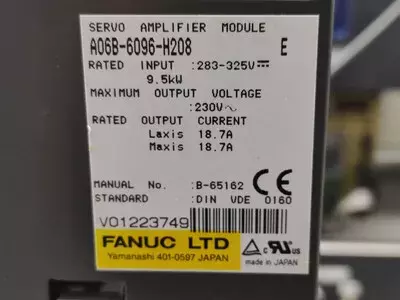 SERVO AMPLIFIER MODULE
A06B-6096-H208 E
RATED INPUT :283-325V⎓
9.5kW
MAXIMUM OUTPUT VOLTAGE
:230V~
RATED OUTPUT CURRENT
Laxis 18.7A
Maxis 18.7A
MANUAL No. :B-65162 CE
STANDARD :DIN VDE 0160
V01223749
FANUC LTD
Yamanashi 401-0597 JAPAN
c RU US
made in JAPAN